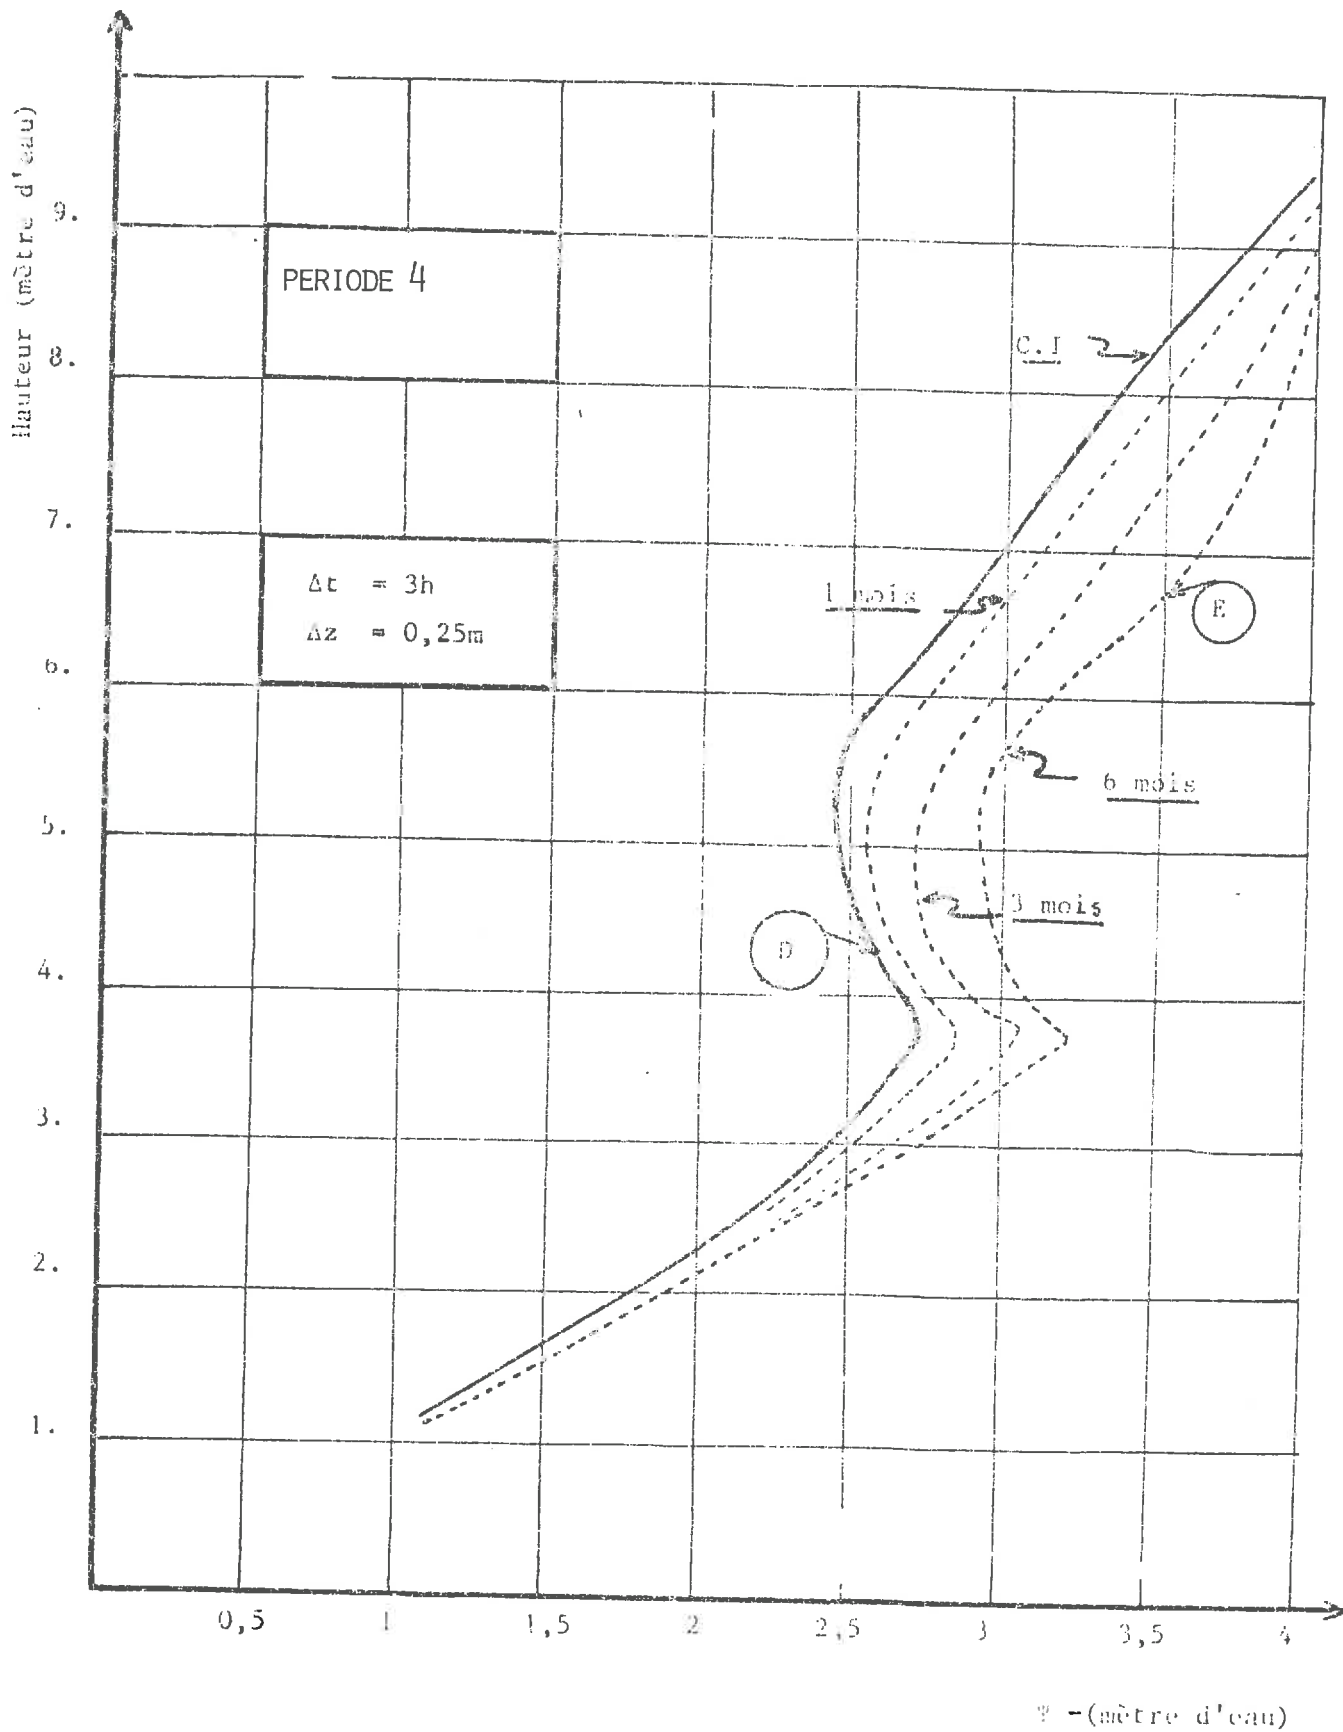 Hauteur (mètre d'eau)
9.
8.
7.
6.
5.
4.
3.
2.
1.
PERIODE 4
Δt = 3h
Δz = 0,25m
C.I
1 mois
E
6 mois
3 mois
D
0,5
1
1,5
2
2,5
3
3,5
4
Ψ -(mètre d'eau)